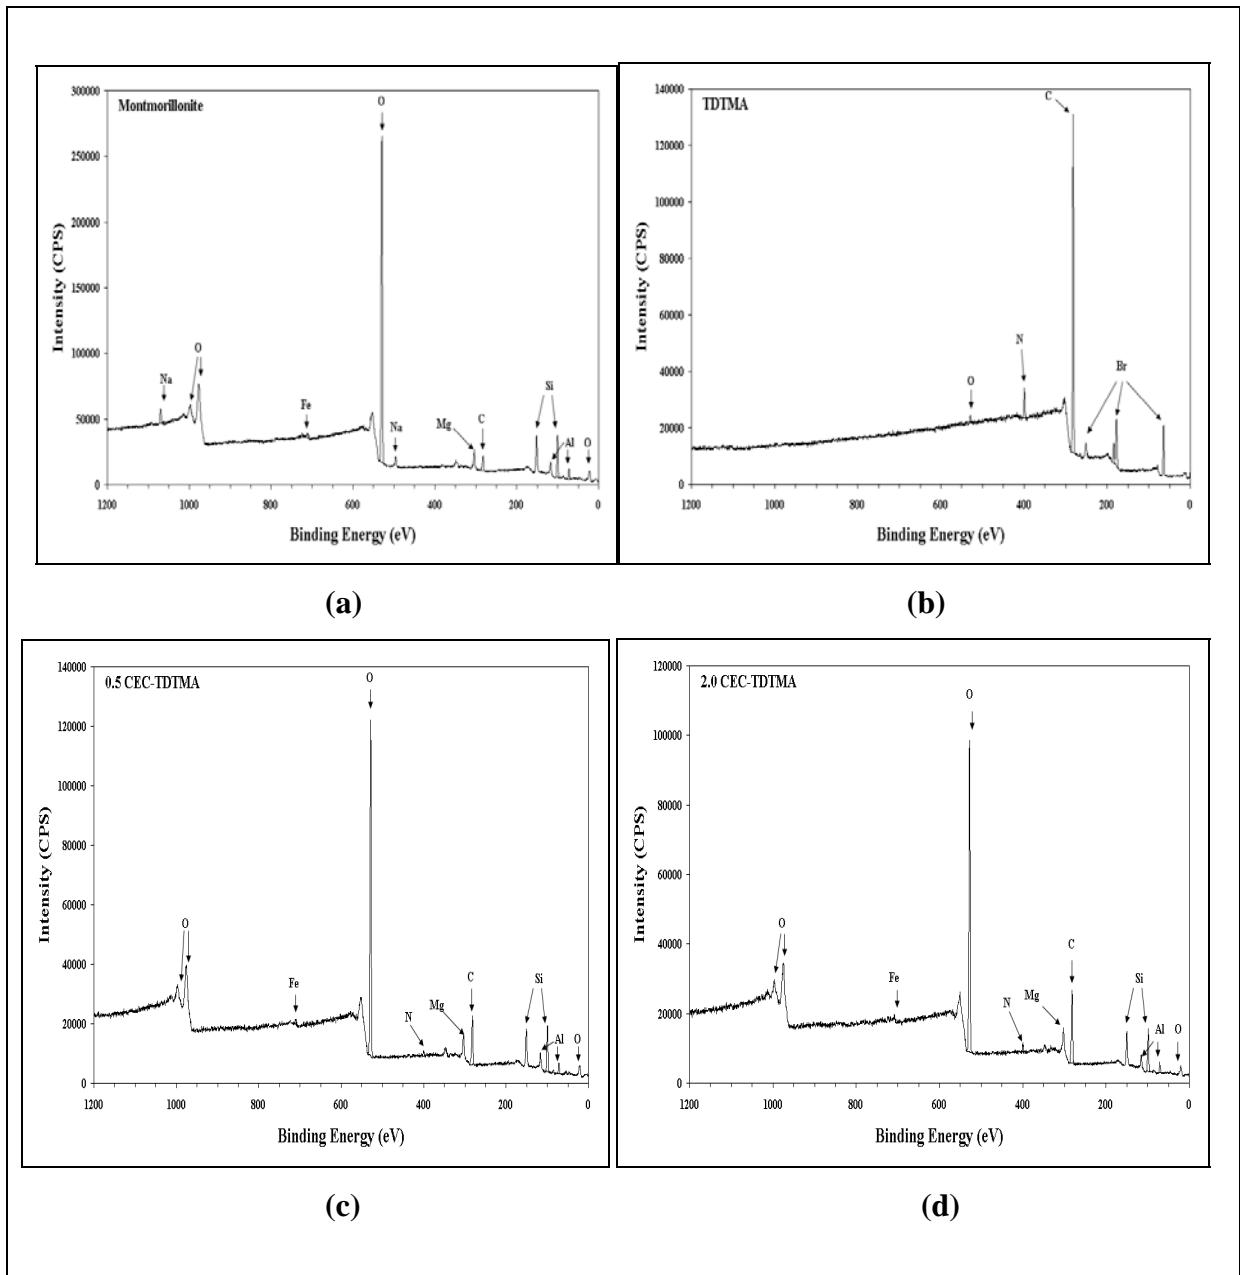 Montmorillonite
Intensity (CPS)
300000
250000
200000
150000
100000
50000
0
Na
O
Fe
O
Na
Mg
C
Si
Al
O
1200 1000 800 600 400 200 0
Binding Energy (eV)
(a)
TDTMA
Intensity (CPS)
140000
120000
100000
80000
60000
40000
20000
0
O
N
C
Br
1200 1000 800 600 400 200 0
Binding Energy (eV)
(b)
0.5 CEC-TDTMA
Intensity (CPS)
140000
120000
100000
80000
60000
40000
20000
0
O
Fe
O
N
Mg
C
Si
Al
O
1200 1000 800 600 400 200 0
Binding Energy (eV)
(c)
2.0 CEC-TDTMA
Intensity (CPS)
120000
100000
80000
60000
40000
20000
0
O
Fe
O
N
Mg
C
Si
Al
O
1200 1000 800 600 400 200 0
Binding Energy (eV)
(d)